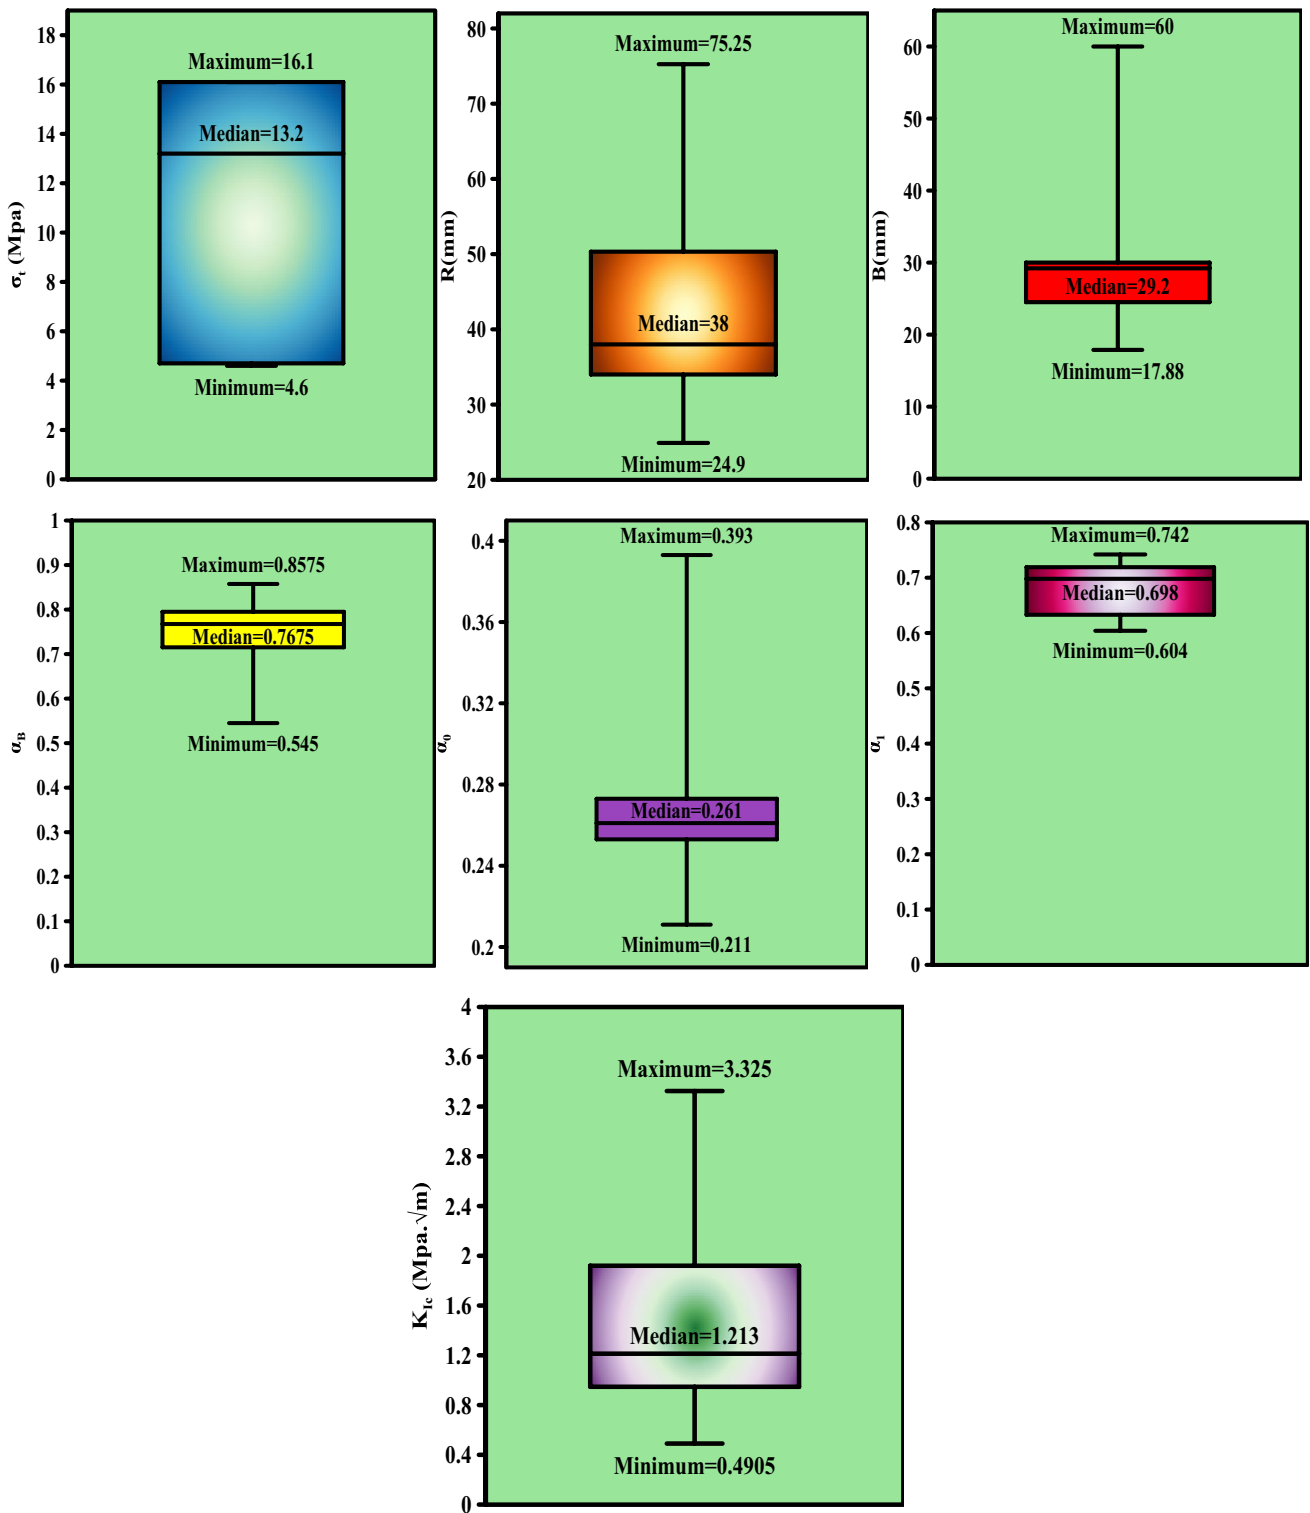 σt (Mpa)
18
16
14
12
10
8
6
4
2
0
Maximum=16.1
Median=13.2
Minimum=4.6
R(mm)
80
70
60
50
40
30
20
Maximum=75.25
Median=38
Minimum=24.9
B(mm)
60
50
40
30
20
10
0
Maximum=60
Median=29.2
Minimum=17.88
αB
1
0.9
0.8
0.7
0.6
0.5
0.4
0.3
0.2
0.1
0
Maximum=0.8575
Median=0.7675
Minimum=0.545
α0
0.4
0.36
0.32
0.28
0.24
0.2
Maximum=0.393
Median=0.261
Minimum=0.211
α1
0.8
0.7
0.6
0.5
0.4
0.3
0.2
0.1
0
Maximum=0.742
Median=0.698
Minimum=0.604
KIc (Mpa.√m)
4
3.6
3.2
2.8
2.4
2
1.6
1.2
0.8
0.4
0
Maximum=3.325
Median=1.213
Minimum=0.4905